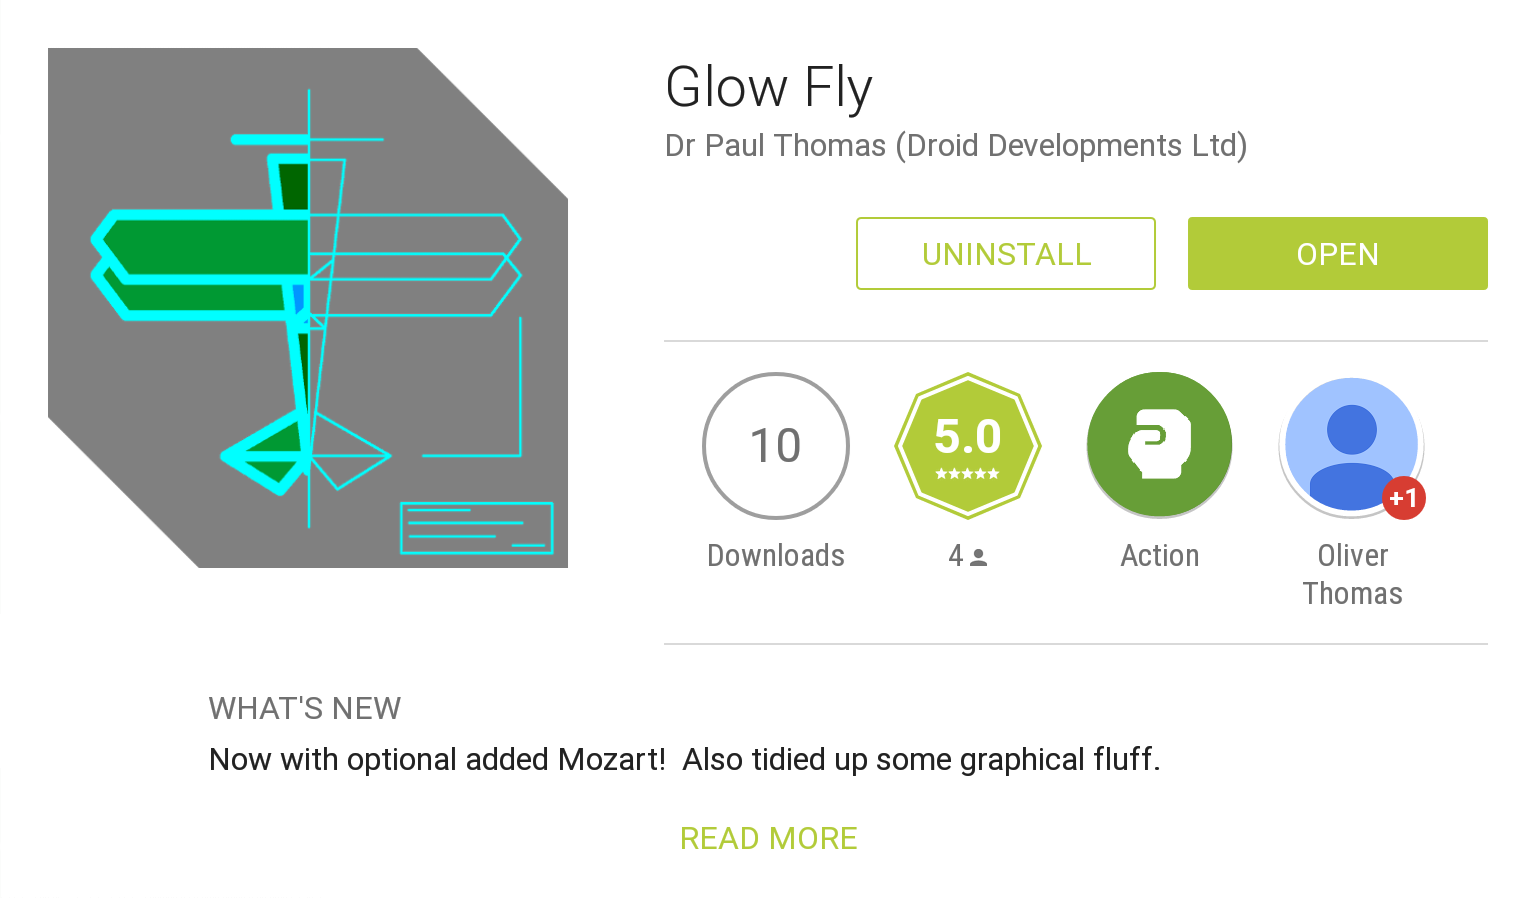 Glow Fly
Dr Paul Thomas (Droid Developments Ltd)
UNINSTALL
OPEN
10
5.0
+1
Downloads
4
Action
Oliver
Thomas
WHAT'S NEW
Now with optional added Mozart!  Also tidied up some graphical fluff.
READ MORE